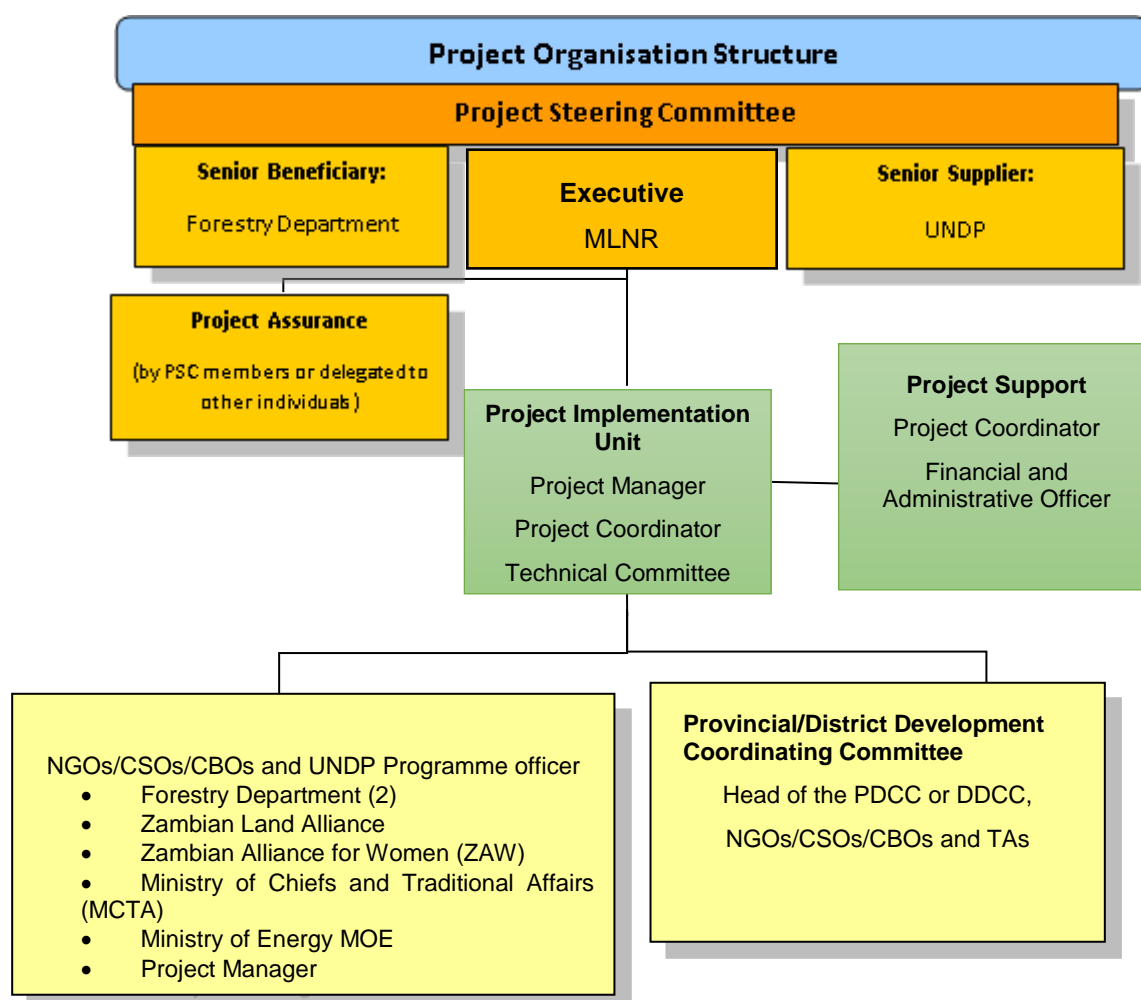 Project Organisation Structure
Project Steering Committee
Senior Beneficiary:
Forestry Department
Executive
MLNR
Senior Supplier:
UNDP
Project Assurance
(by PSC members or delegated to
other individuals)
Project Implementation
Unit
Project Manager
Project Coordinator
Technical Committee
Project Support
Project Coordinator
Financial and
Administrative Officer
NGOs/CSOs/CBOs and UNDP Programme officer
• Forestry Department (2)
• Zambian Land Alliance
• Zambian Alliance for Women (ZAW)
• Ministry of Chiefs and Traditional Affairs
(MCTA)
• Ministry of Energy MOE
• Project Manager
Provincial/District Development
Coordinating Committee
Head of the PDCC or DDCC,
NGOs/CSOs/CBOs and TAs